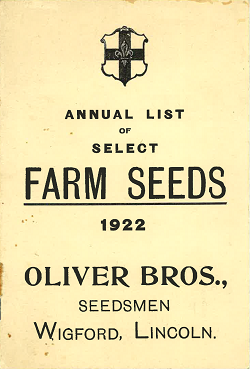 ANNUAL LIST
OF
SELECT
FARM SEEDS
1922
OLIVER BROS.,
SEEDSMEN
WIGFORD, LINCOLN.